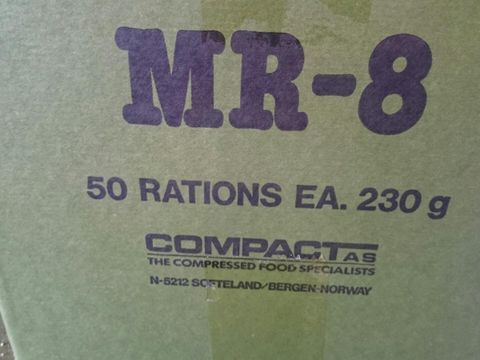 MR-8
50 RATIONS EA. 230 g
COMPACT AS
THE COMPRESSED FOOD SPECIALISTS
N-5212 SOFTELAND/BERGEN-NORWAY